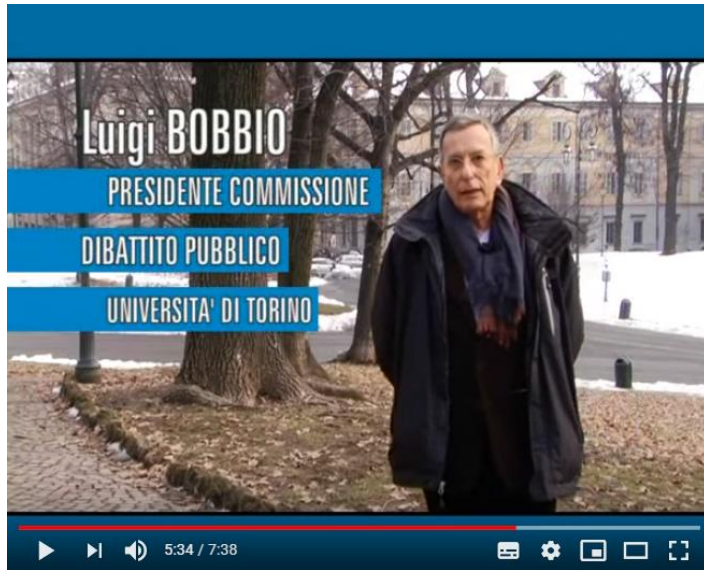 Luigi BOBBIO
PRESIDENTE COMMISSIONE
DIBATTITO PUBBLICO
UNIVERSITA' DI TORINO
5:34 / 7:38